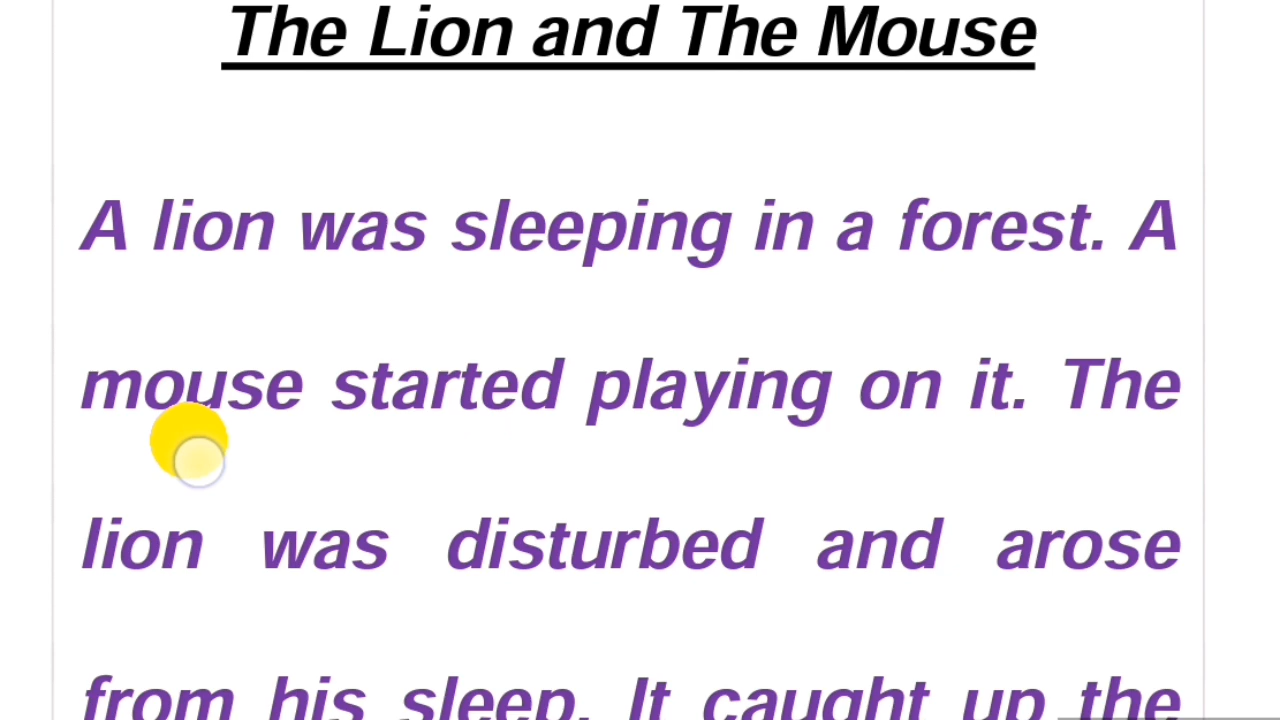 The Lion and The Mouse
A lion was sleeping in a forest. A
mouse started playing on it. The
lion was disturbed and arose
from his sleep. It caught up the